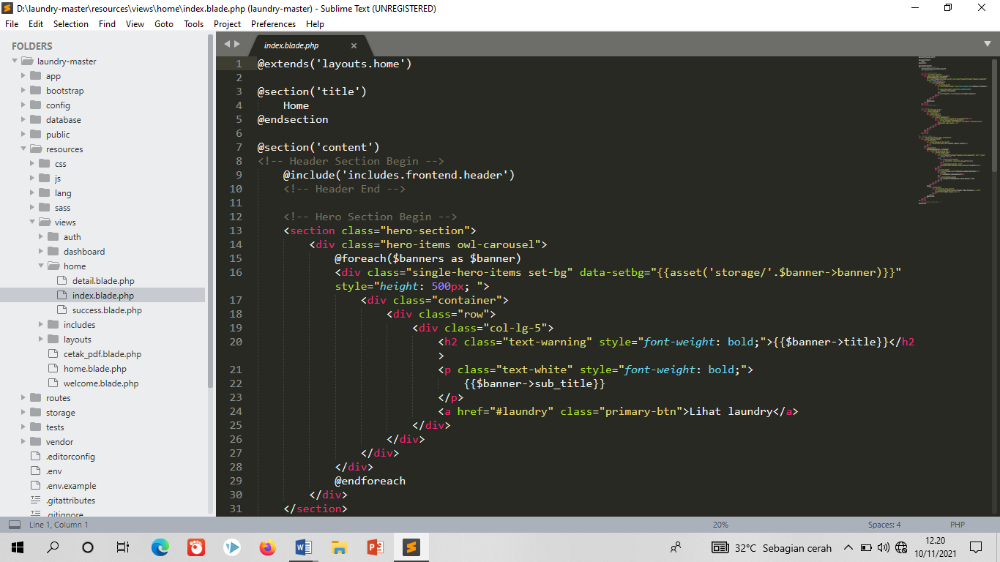 D:\laundry-master\resources\views\home\index.blade.php (laundry-master) - Sublime Text (UNREGISTERED)
File Edit Selection Find View Goto Tools Project Preferences Help
FOLDERS
laundry-master
app
bootstrap
config
database
public
resources
css
js
lang
sass
views
auth
dashboard
home
detail.blade.php
index.blade.php
success.blade.php
includes
layouts
cetak_pdf.blade.php
home.blade.php
welcome.blade.php
routes
storage
tests
vendor
.editorconfig
.env
.env.example
.gitattributes
.gitignore
index.blade.php
1 @extends('layouts.home')
2
3 @section('title')
4 Home
5 @endsection
6
7 @section('content')
8 <!-- Header Section Begin -->
9 @include('includes.frontend.header')
10 <!-- Header End -->
11
12 <!-- Hero Section Begin -->
13 <section class="hero-section">
14 <div class="hero-items owl-carousel">
15 @foreach($banners as $banner)
16 <div class="single-hero-items set-bg" data-setbg="{{asset('storage/'.$banner->banner)}}"
style="height: 500px; ">
17 <div class="container">
18 <div class="row">
19 <div class="col-lg-5">
20 <h2 class="text-warning" style="font-weight: bold;">{{$banner->title}}</h2
>
21 <p class="text-white" style="font-weight: bold;">
22 {{$banner->sub_title}}
23 </p>
24 <a href="#laundry" class="primary-btn">Lihat laundry</a>
25 </div>
26 </div>
27 </div>
28 </div>
29 @endforeach
30 </div>
31 </section>
Line 1, Column 1 20% Spaces: 4 PHP
32°C Sebagian cerah
12.20
10/11/2021